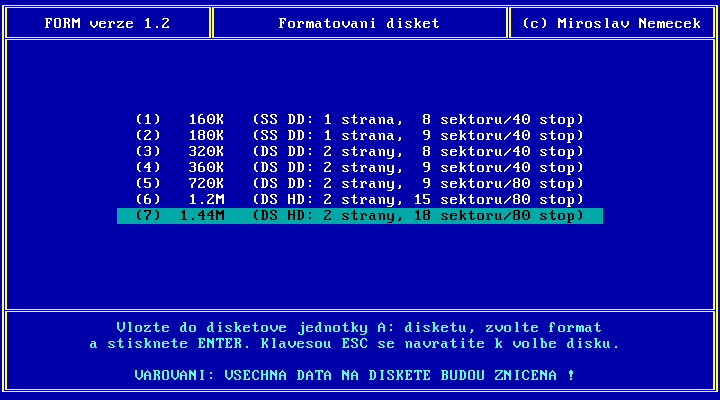 FORM verze 1.2 Formatovani disket (c) Miroslav Nemecek
(1) 160K (SS DD: 1 strana, 8 sektoru/40 stop)
(2) 180K (SS DD: 1 strana, 9 sektoru/40 stop)
(3) 320K (DS DD: 2 strany, 8 sektoru/40 stop)
(4) 360K (DS DD: 2 strany, 9 sektoru/40 stop)
(5) 720K (DS DD: 2 strany, 9 sektoru/80 stop)
(6) 1.2M (DS HD: 2 strany, 15 sektoru/80 stop)
(7) 1.44M (DS HD: 2 strany, 18 sektoru/80 stop)
Vlozte do disketove jednotky A: disketu, zvolte format
a stisknete ENTER. Klavesou ESC se navratite k volbe disku.
VAROVANI: VSECHNA DATA NA DISKETE BUDOU ZNICENA !